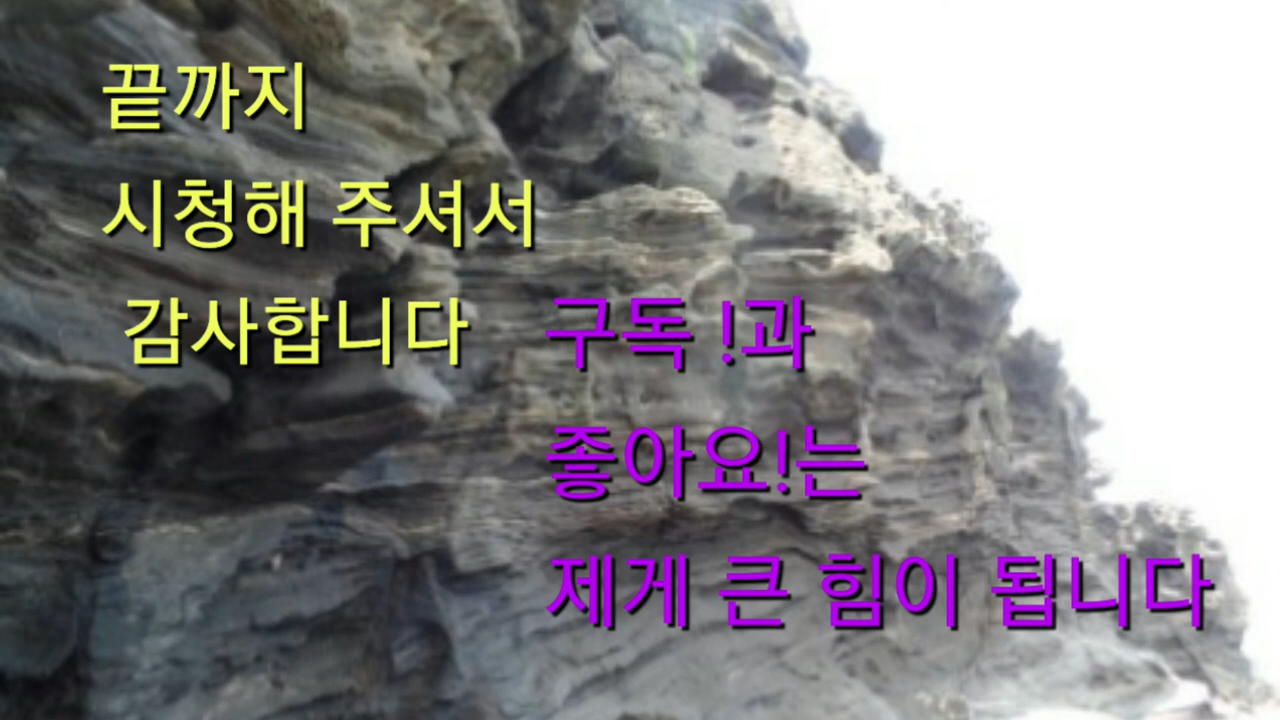 끝까지
시청해 주셔서
감사합니다
구독 !과
좋아요!는
제게 큰 힘이 됩니다